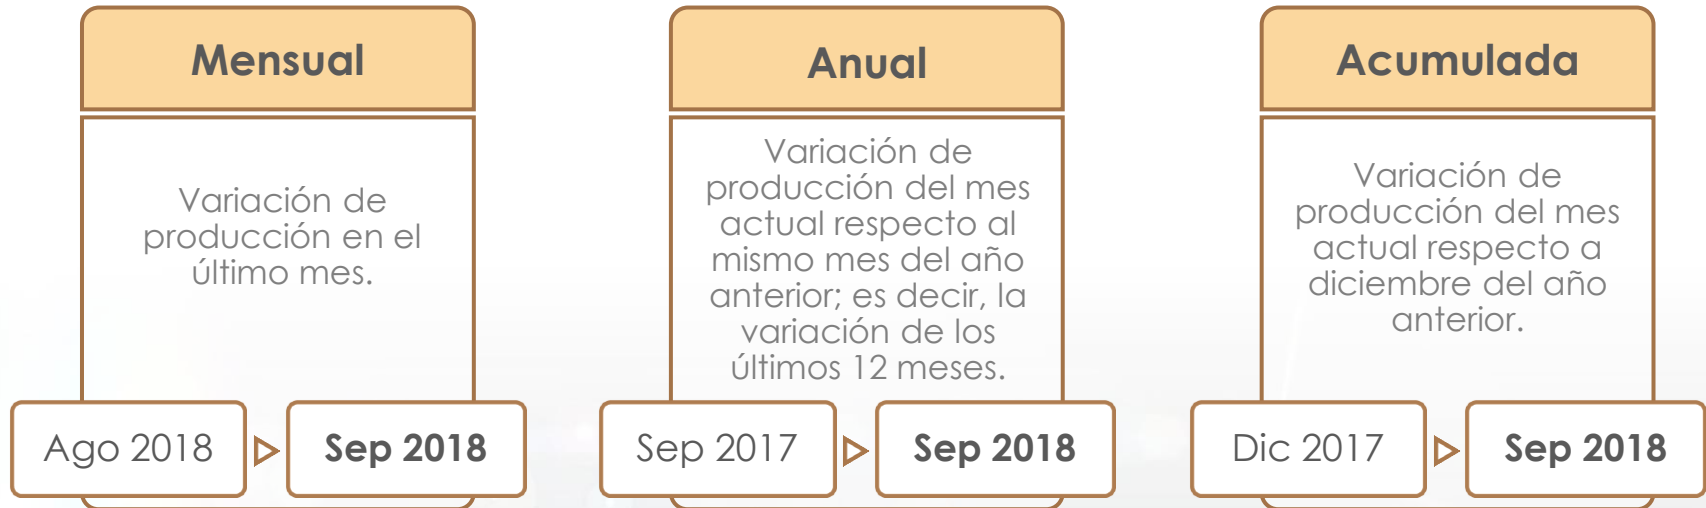 Mensual
Variación de
producción en el
último mes.
Ago 2018
Sep 2018
Anual
Variación de
producción del mes
actual respecto al
mismo mes del año
anterior; es decir, la
variación de los
últimos 12 meses.
Sep 2017
Sep 2018
Acumulada
Variación de
producción del mes
actual respecto a
diciembre del año
anterior.
Dic 2017
Sep 2018